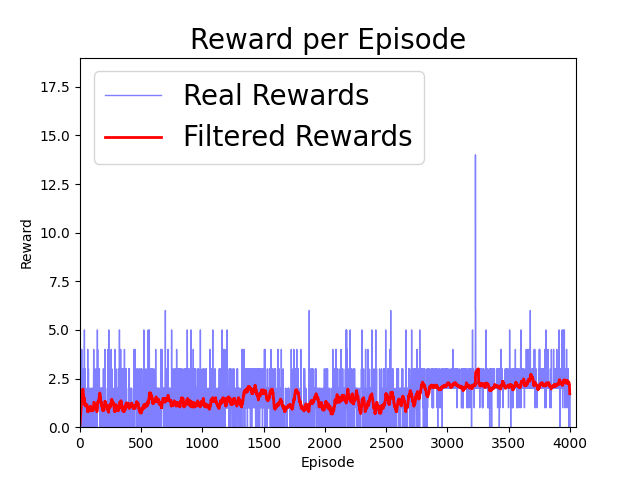 Reward per Episode
Real Rewards
Filtered Rewards
17.5
15.0
12.5
10.0
7.5
5.0
2.5
0.0
Reward
0 500 1000 1500 2000 2500 3000 3500 4000
Episode